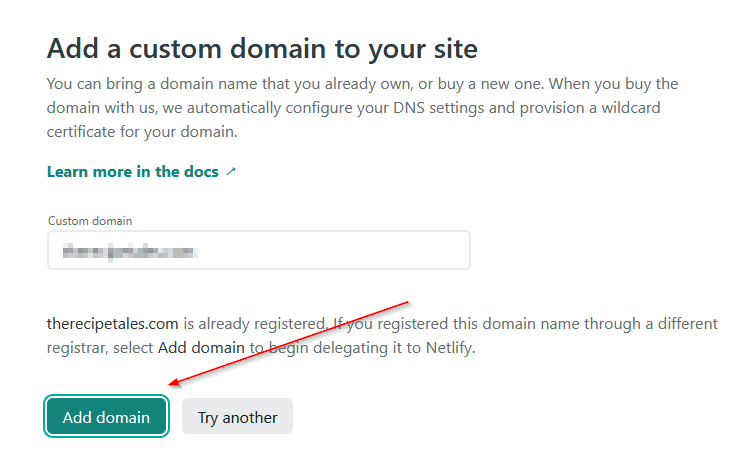 Add a custom domain to your site
You can bring a domain name that you already own, or buy a new one. When you buy the
domain with us, we automatically configure your DNS settings and provision a wildcard
certificate for your domain.
Learn more in the docs ↗
Custom domain
therecipetales.com is already registered. If you registered this domain name through a different
registrar, select Add domain to begin delegating it to Netlify.
Add domain
Try another